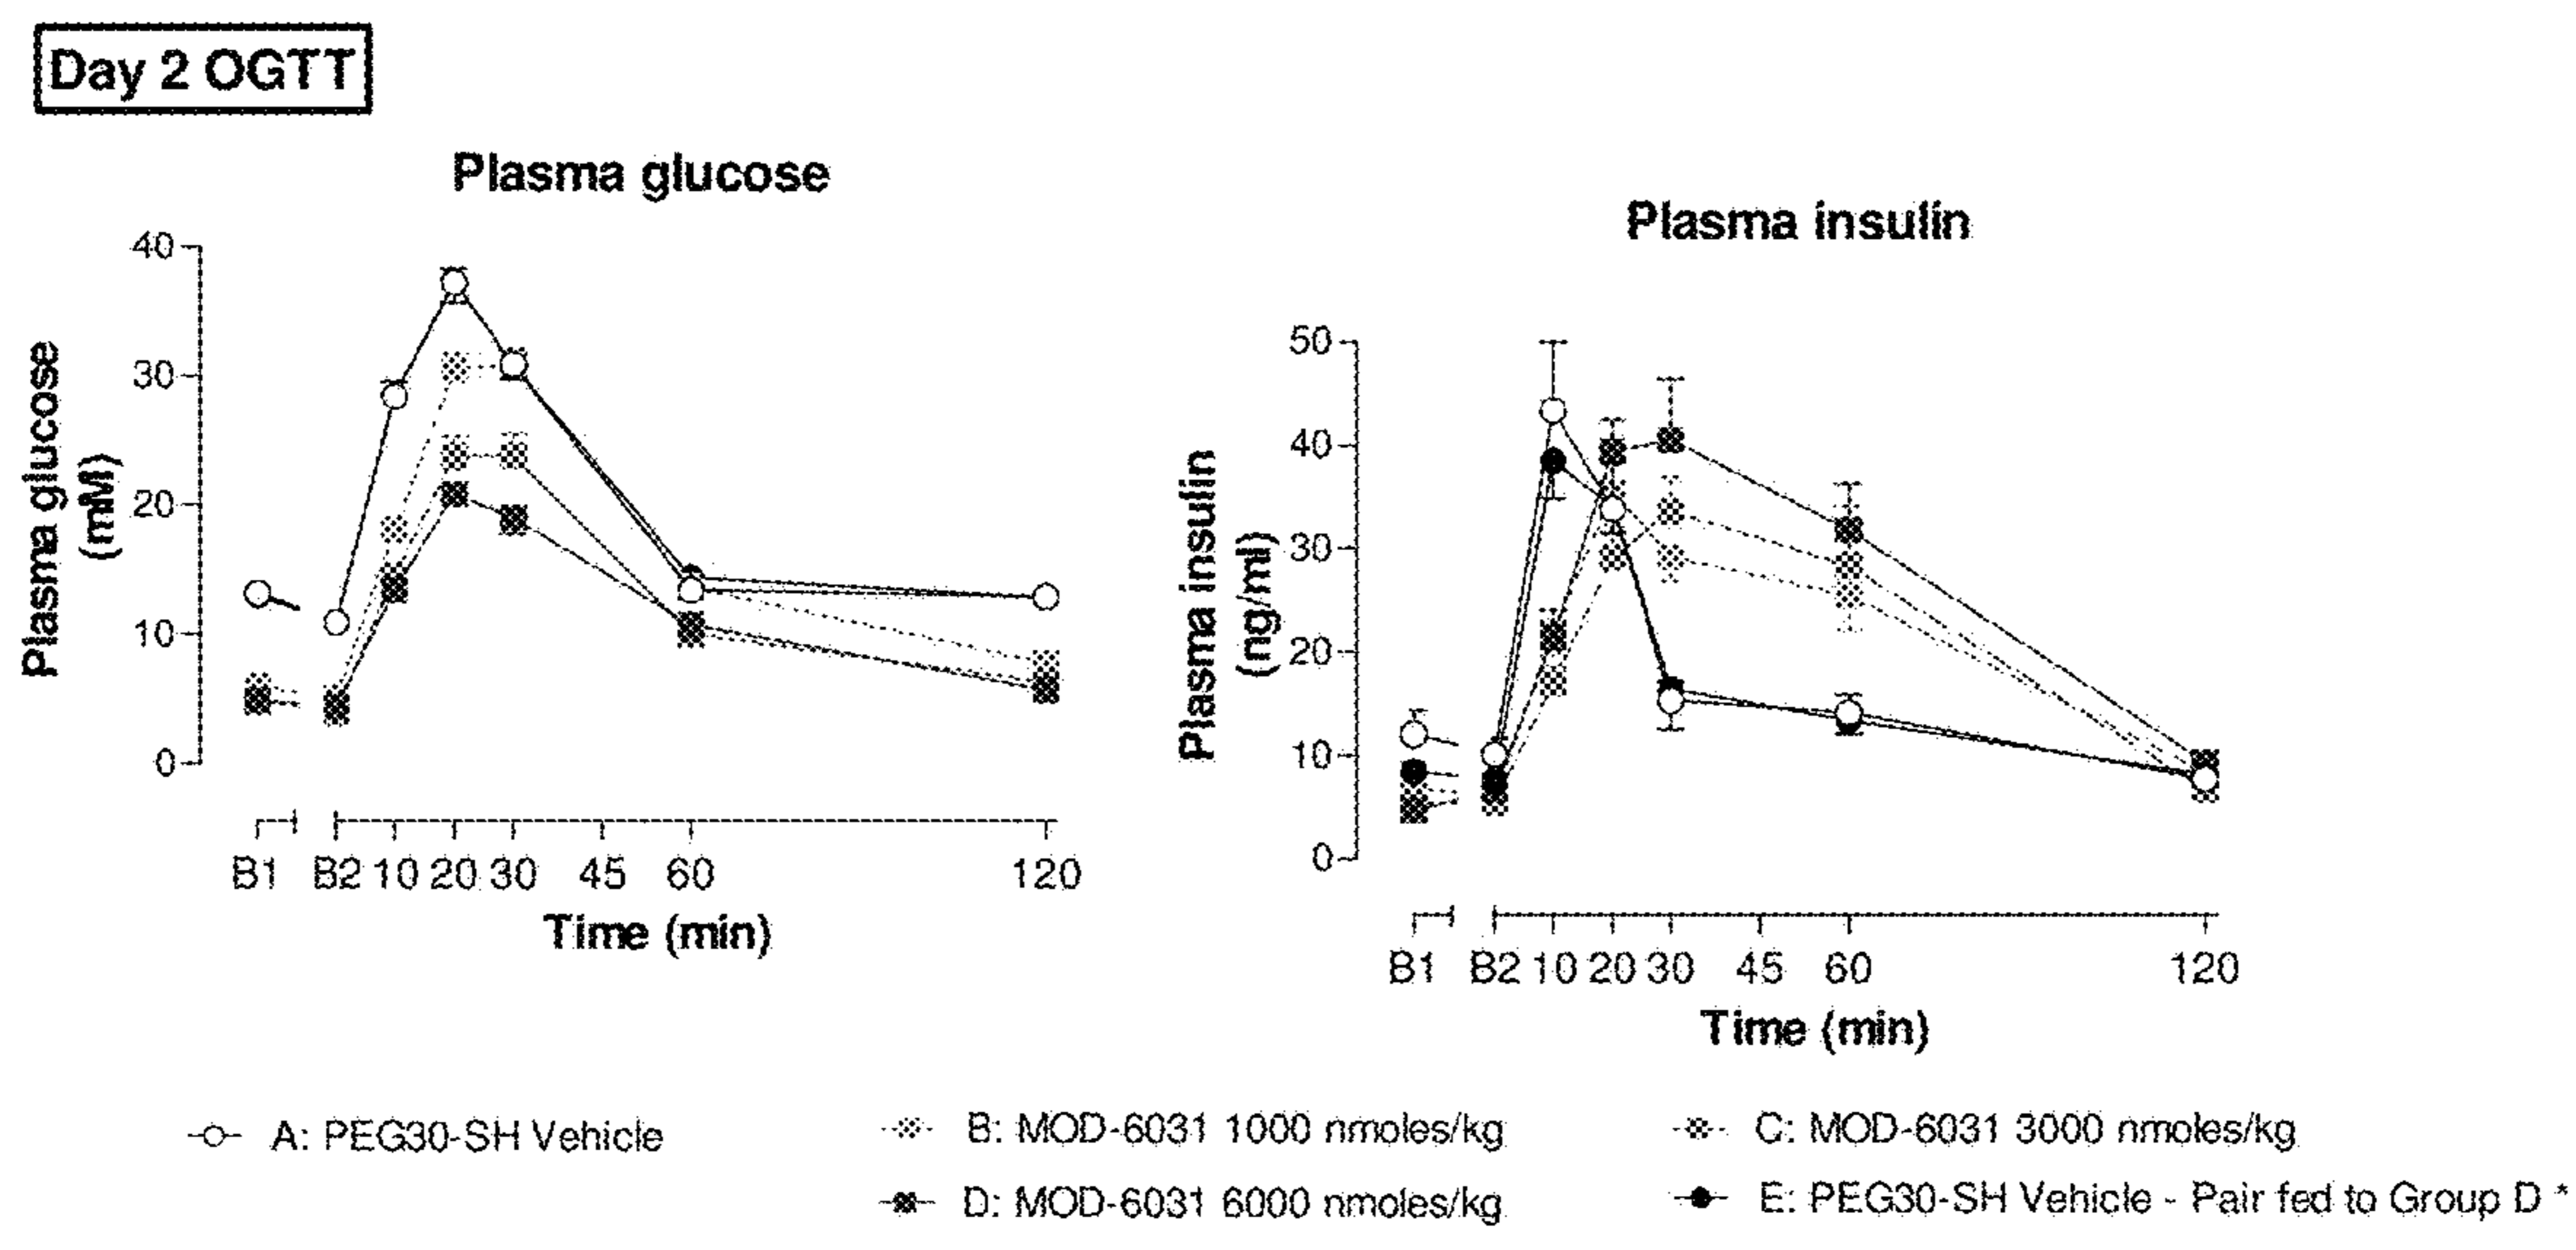 Day 2 OGTT
Plasma glucose
Plasma glucose
(mM)
40
30
20
10
0
B1 B2 10 20 30 45 60 120
Time (min)
Plasma insulin
Plasma insulin
(ng/ml)
50
40
30
20
10
0
B1 B2 10 20 30 45 60 120
Time (min)
A: PEG30-SH Vehicle
B: MOD-6031 1000 nmoles/kg
C: MOD-6031 3000 nmoles/kg
D: MOD-6031 6000 nmoles/kg
E: PEG30-SH Vehicle - Pair fed to Group D *